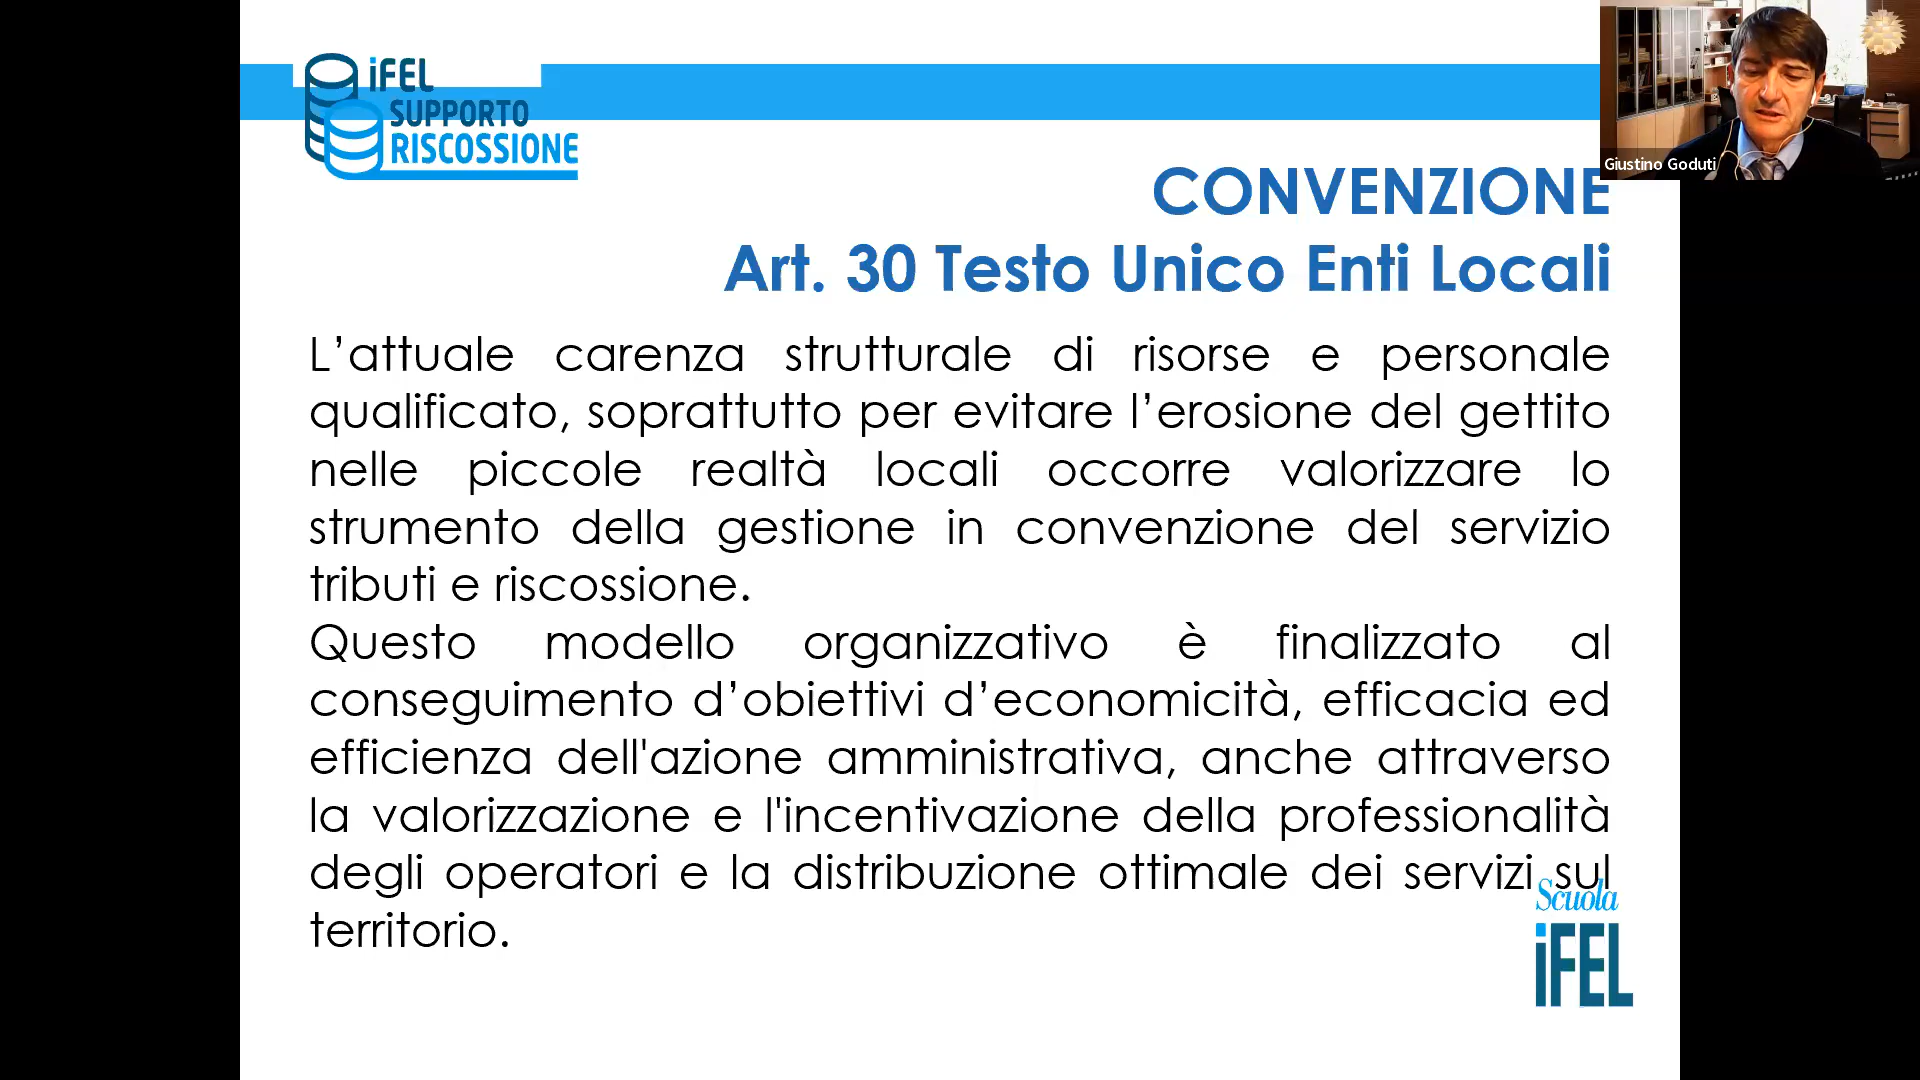 iFEL
SUPPORTO
RISCOSSIONE
Giustino Goduti
CONVENZIONE
Art. 30 Testo Unico Enti Locali
L’attuale carenza strutturale di risorse e personale
qualificato, soprattutto per evitare l’erosione del gettito
nelle piccole realtà locali occorre valorizzare lo
strumento della gestione in convenzione del servizio
tributi e riscossione.
Questo modello organizzativo è finalizzato al
conseguimento d’obiettivi d’economicità, efficacia ed
efficienza dell'azione amministrativa, anche attraverso
la valorizzazione e l'incentivazione della professionalità
degli operatori e la distribuzione ottimale dei servizi sul
territorio.
Scuola
iFEL